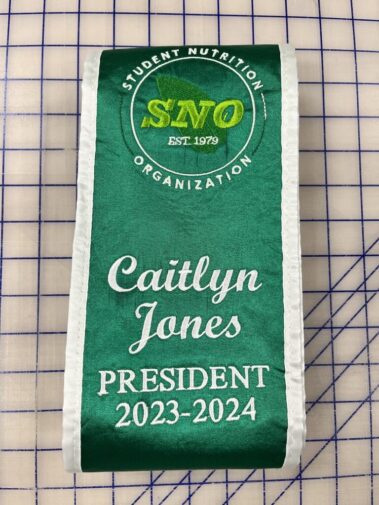 STUDENT NUTRITION
SNO
EST. 1979
ORGANIZATION
Caitlyn
Jones
PRESIDENT
2023-2024